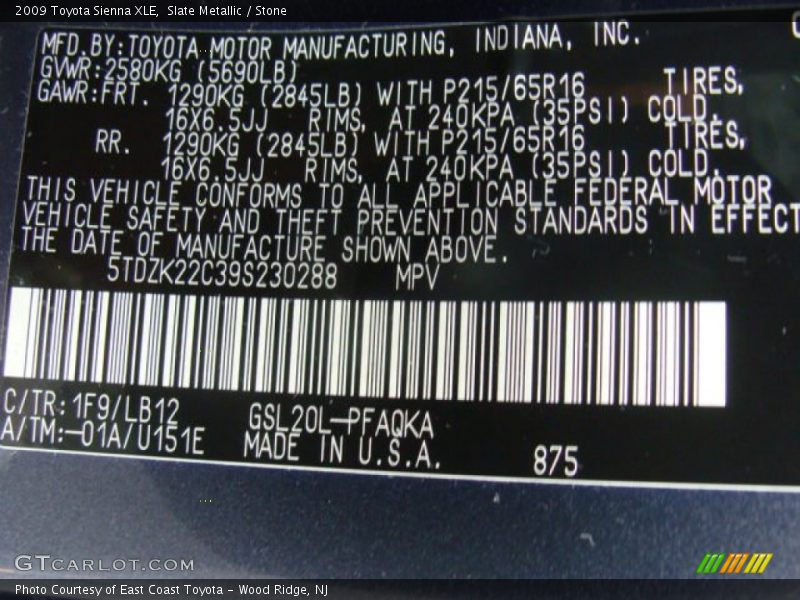 2009 Toyota Sienna XLE,  Slate Metallic / Stone
MFD.BY:TOYOTA MOTOR MANUFACTURING, INDIANA, INC.
GVWR:2580KG (5690LB)
GAWR:FRT. 1290KG (2845LB) WITH P215/65R16 TIRES,
16X6.5JJ RIMS, AT 240KPA (35PSI) COLD.
RR. 1290KG (2845LB) WITH P215/65R16 TIRES,
16X6.5JJ RIMS, AT 240KPA (35PSI) COLD.
THIS VEHICLE CONFORMS TO ALL APPLICABLE FEDERAL MOTOR
VEHICLE SAFETY AND THEFT PREVENTION STANDARDS IN EFFECT
THE DATE OF MANUFACTURE SHOWN ABOVE.
5TDZK22C39S230288 MPV
C/TR:1F9/LB12 GSL20L-PFAQKA
A/TM:-01A/U151E MADE IN U.S.A. 875
GTCARLOT.COM
Photo Courtesy of East Coast Toyota - Wood Ridge, NJ